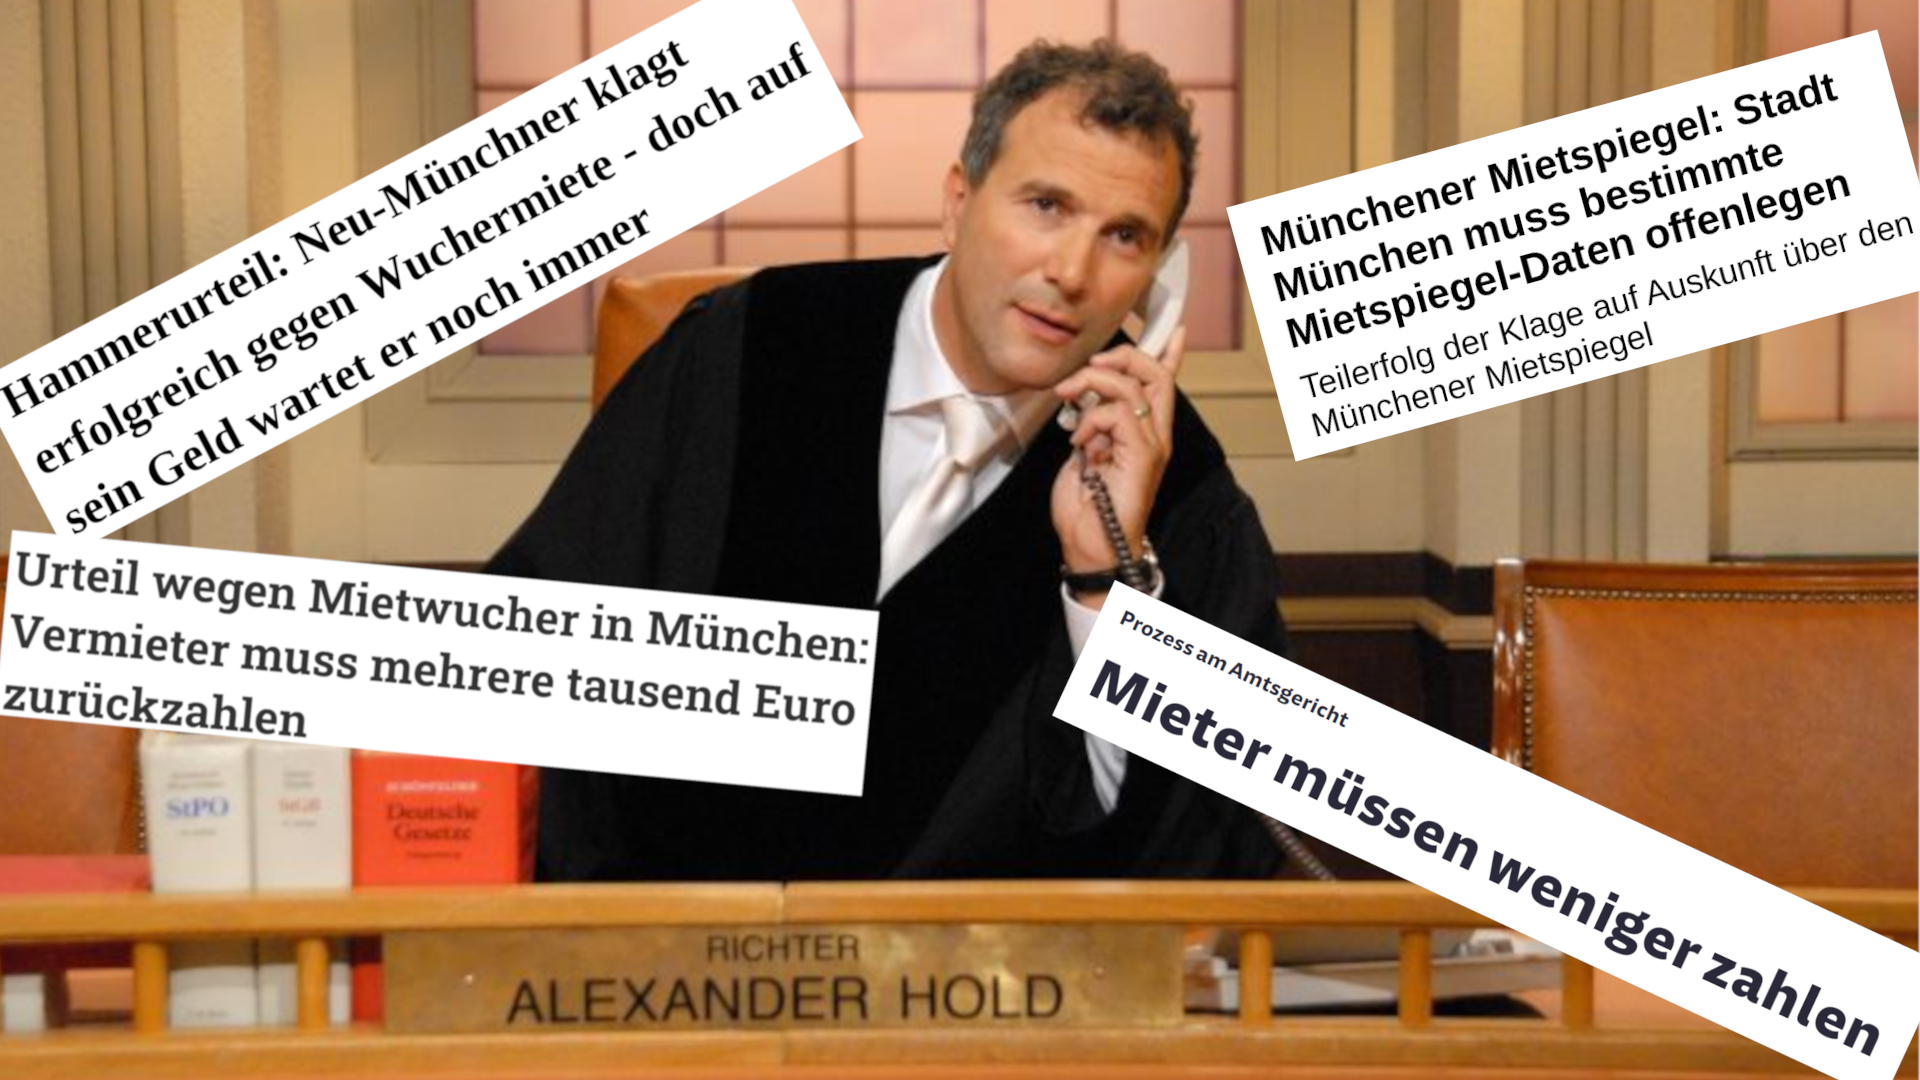 Hammerurteil: Neu-Münchner klagt
erfolgreich gegen Wuchermiete - doch auf
sein Geld wartet er noch immer
Münchener Mietspiegel: Stadt
München muss bestimmte
Mietspiegel-Daten offenlegen
Teilerfolg der Klage auf Auskunft über den
Münchener Mietspiegel
Urteil wegen Mietwucher in München:
Vermieter muss mehrere tausend Euro
zurückzahlen
Prozess am Amtsgericht
Mieter müssen weniger zahlen
StPO
StGB
SCHÖNFELDER
Deutsche
Gesetze
RICHTER
ALEXANDER HOLD